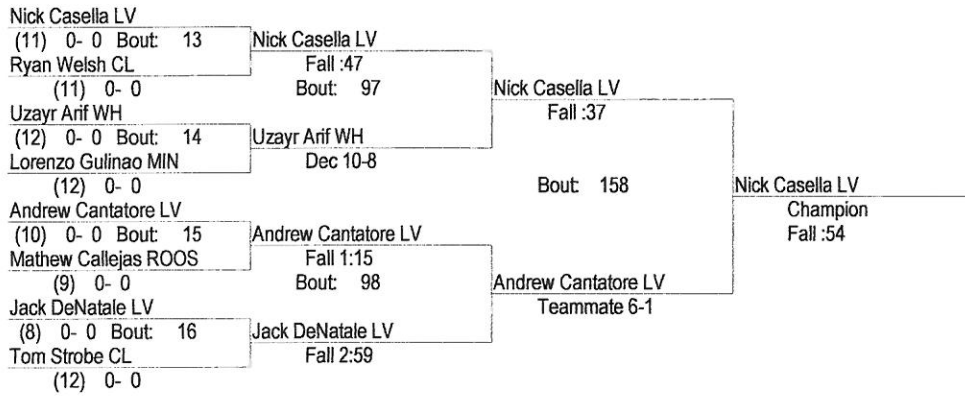 Nick Casella LV
(11) 0- 0 Bout: 13
Ryan Welsh CL
(11) 0- 0
Uzayr Arif WH
(12) 0- 0 Bout: 14
Lorenzo Gulinao MIN
(12) 0- 0
Andrew Cantatore LV
(10) 0- 0 Bout: 15
Mathew Callejas ROOS
(9) 0- 0
Jack DeNatale LV
(8) 0- 0 Bout: 16
Tom Strobe CL
(12) 0- 0
Nick Casella LV
Fall :47
Bout: 97
Uzayr Arif WH
Dec 10-8
Andrew Cantatore LV
Fall 1:15
Bout: 98
Jack DeNatale LV
Fall 2:59
Nick Casella LV
Fall :37
Bout: 158
Andrew Cantatore LV
Teammate 6-1
Nick Casella LV
Champion
Fall :54